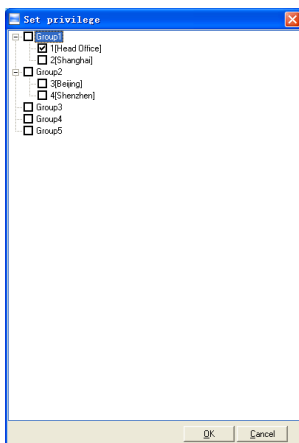 Set privilege
Group1
1[Head Office]
2[Shanghai]
Group2
3[Beijing]
4[Shenzhen]
Group3
Group4
Group5
OK Cancel